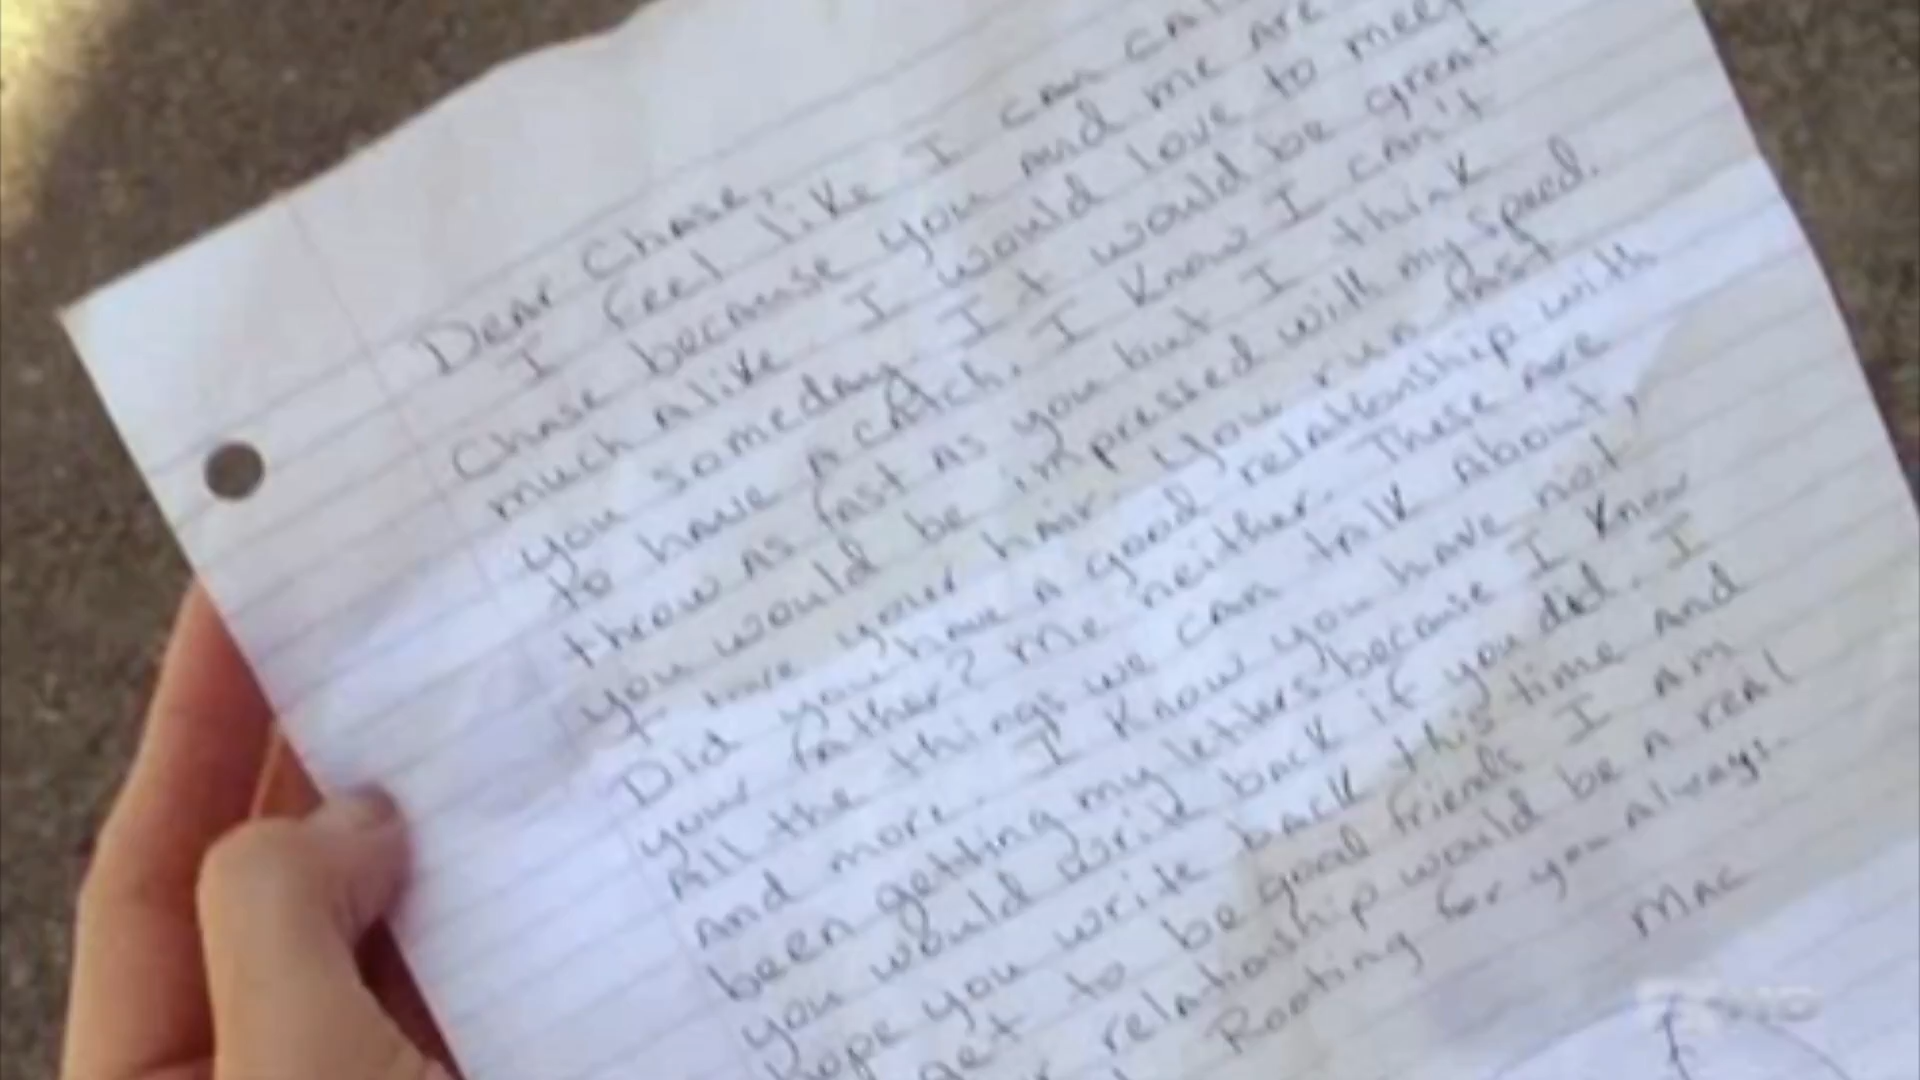 Dear Chase,
I feel like I can call
Chase because you and me are
much alike. I would love to meet
you someday. It would be great
to have a catch. I know I can't
throw as fast as you but I think
you would be impressed with my speed.
I love your hair. You run fast
Did you have a good relationship with
your father? Me neither. These are
all the things we can talk about,
and more. I know you have not
been getting my letters because I know
you would write back if you did. I
hope you write back this time and
get to be good friends I am
relationship would be a real
Rooting for you always.
Mac